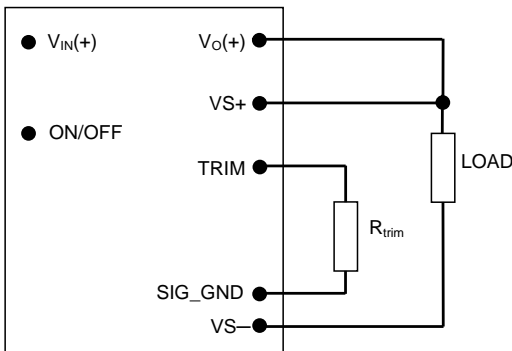 V_IN(+)
V_O(+)
VS+
ON/OFF
LOAD
TRIM
R_trim
SIG_GND
VS─